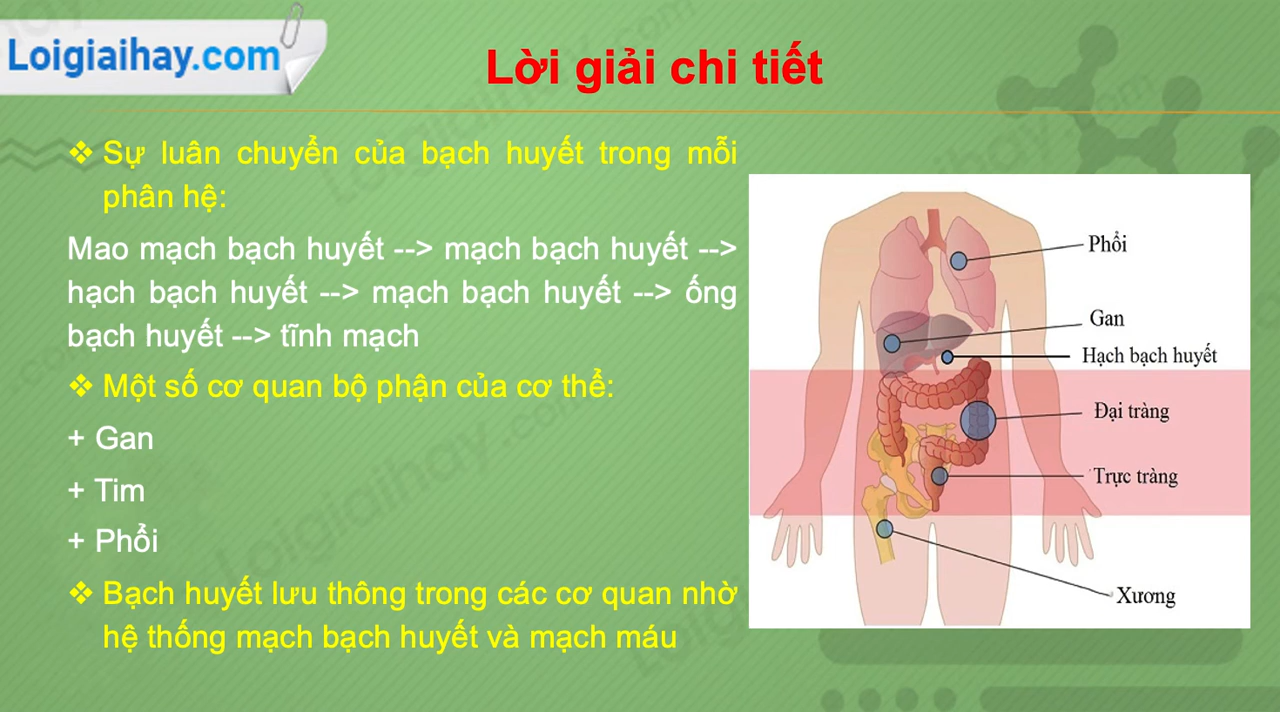 Loigiaihay.com
Lời giải chi tiết
❖ Sự luân chuyển của bạch huyết trong mỗi
phân hệ:
Mao mạch bạch huyết --> mạch bạch huyết -->
hạch bạch huyết --> mạch bạch huyết --> ống
bạch huyết --> tĩnh mạch
❖ Một số cơ quan bộ phận của cơ thể:
+ Gan
+ Tim
+ Phổi
❖ Bạch huyết lưu thông trong các cơ quan nhờ
hệ thống mạch bạch huyết và mạch máu
Phổi
Gan
Hạch bạch huyết
Đại tràng
Trực tràng
Xương